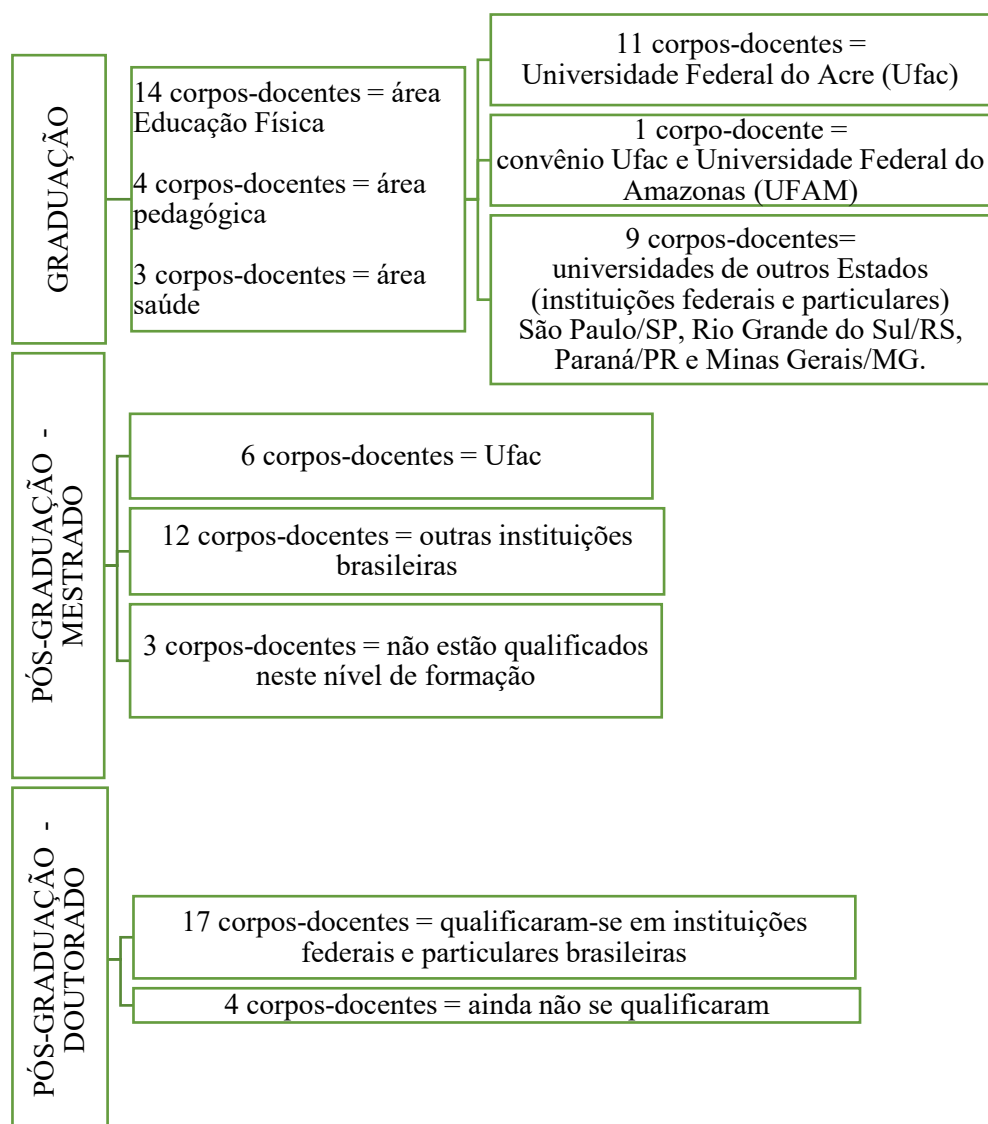 GRADUAÇÃO
14 corpos-docentes = área
Educação Física
4 corpos-docentes = área
pedagógica
3 corpos-docentes = área
saúde
11 corpos-docentes =
Universidade Federal do Acre (Ufac)
1 corpo-docente =
convênio Ufac e Universidade Federal do
Amazonas (UFAM)
9 corpos-docentes=
universidades de outros Estados
(instituições federais e particulares)
São Paulo/SP, Rio Grande do Sul/RS,
Paraná/PR e Minas Gerais/MG.
PÓS-GRADUAÇÃO -
MESTRADO
6 corpos-docentes = Ufac
12 corpos-docentes = outras instituições
brasileiras
3 corpos-docentes = não estão qualificados
neste nível de formação
PÓS-GRADUAÇÃO -
DOUTORADO
17 corpos-docentes = qualificaram-se em instituições
federais e particulares brasileiras
4 corpos-docentes = ainda não se qualificaram